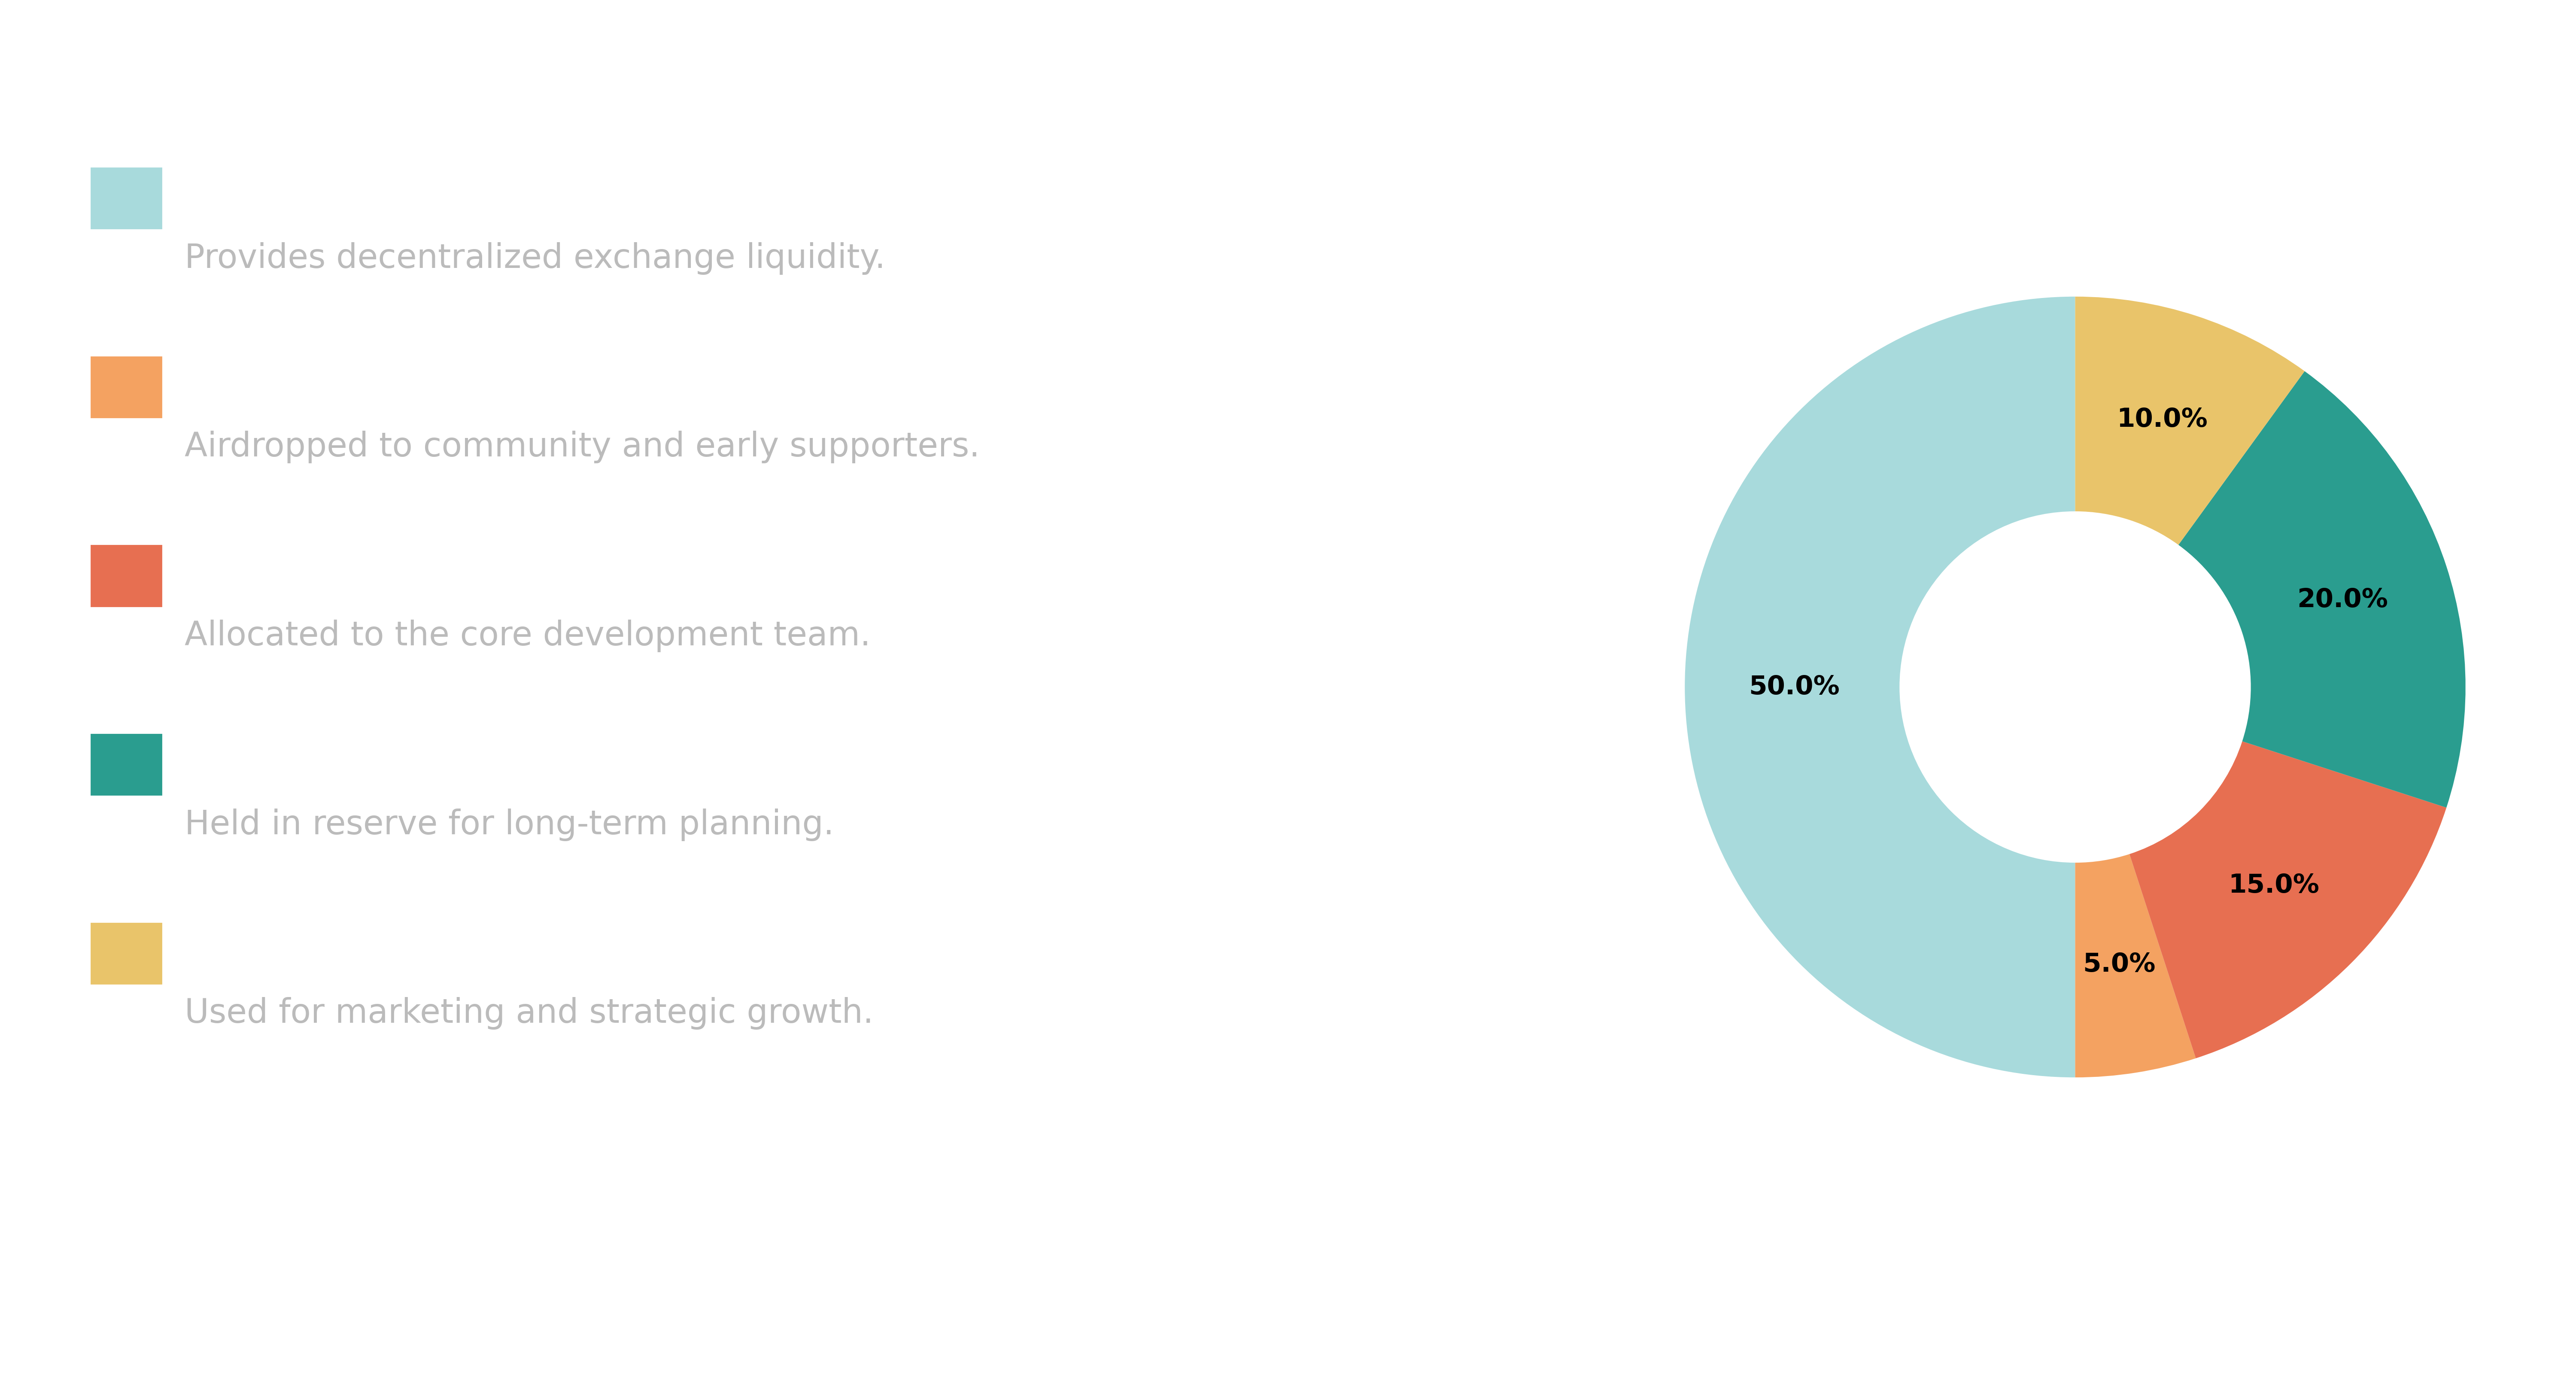 Provides decentralized exchange liquidity.
Airdropped to community and early supporters.
Allocated to the core development team.
Held in reserve for long-term planning.
Used for marketing and strategic growth.
10.0%
20.0%
50.0%
15.0%
5.0%